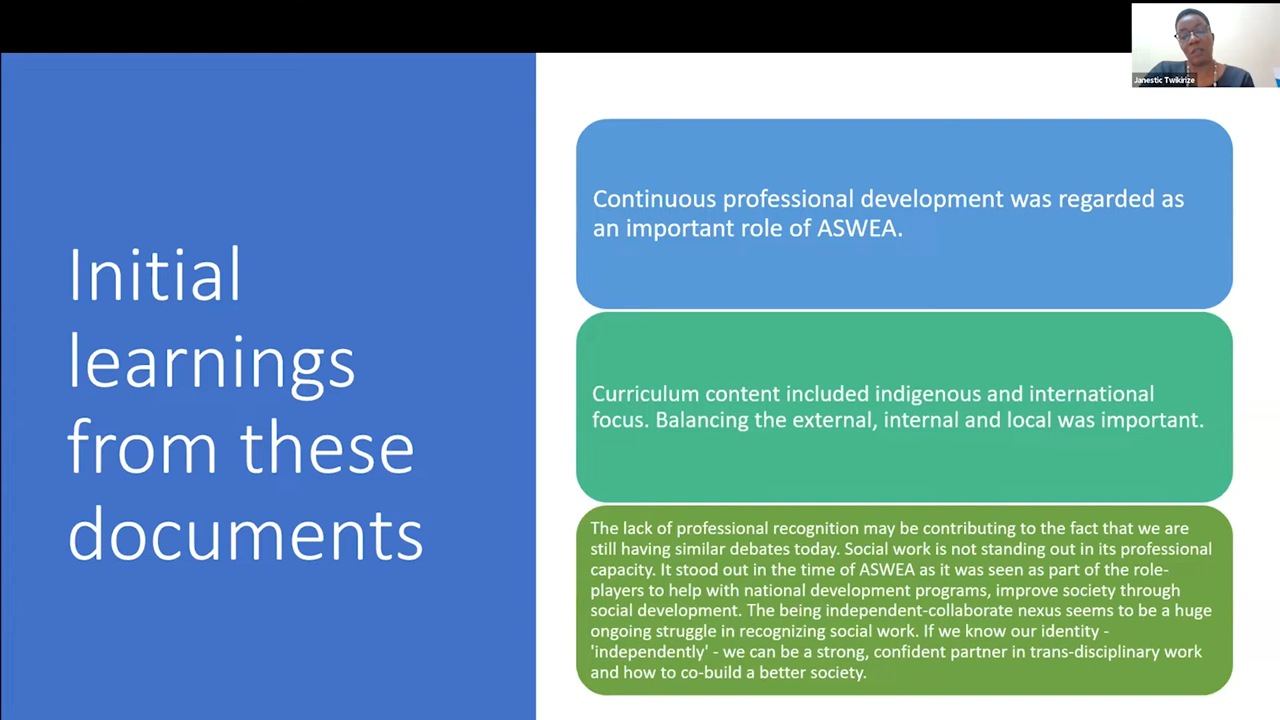 Janestic Twikirize
Initial
learnings
from these
documents
Continuous professional development was regarded as
an important role of ASWEA.
Curriculum content included indigenous and international
focus. Balancing the external, internal and local was important.
The lack of professional recognition may be contributing to the fact that we are
still having similar debates today. Social work is not standing out in its professional
capacity. It stood out in the time of ASWEA as it was seen as part of the role-
players to help with national development programs, improve society through
social development. The being independent-collaborate nexus seems to be a huge
ongoing struggle in recognizing social work. If we know our identity -
'independently' - we can be a strong, confident partner in trans-disciplinary work
and how to co-build a better society.